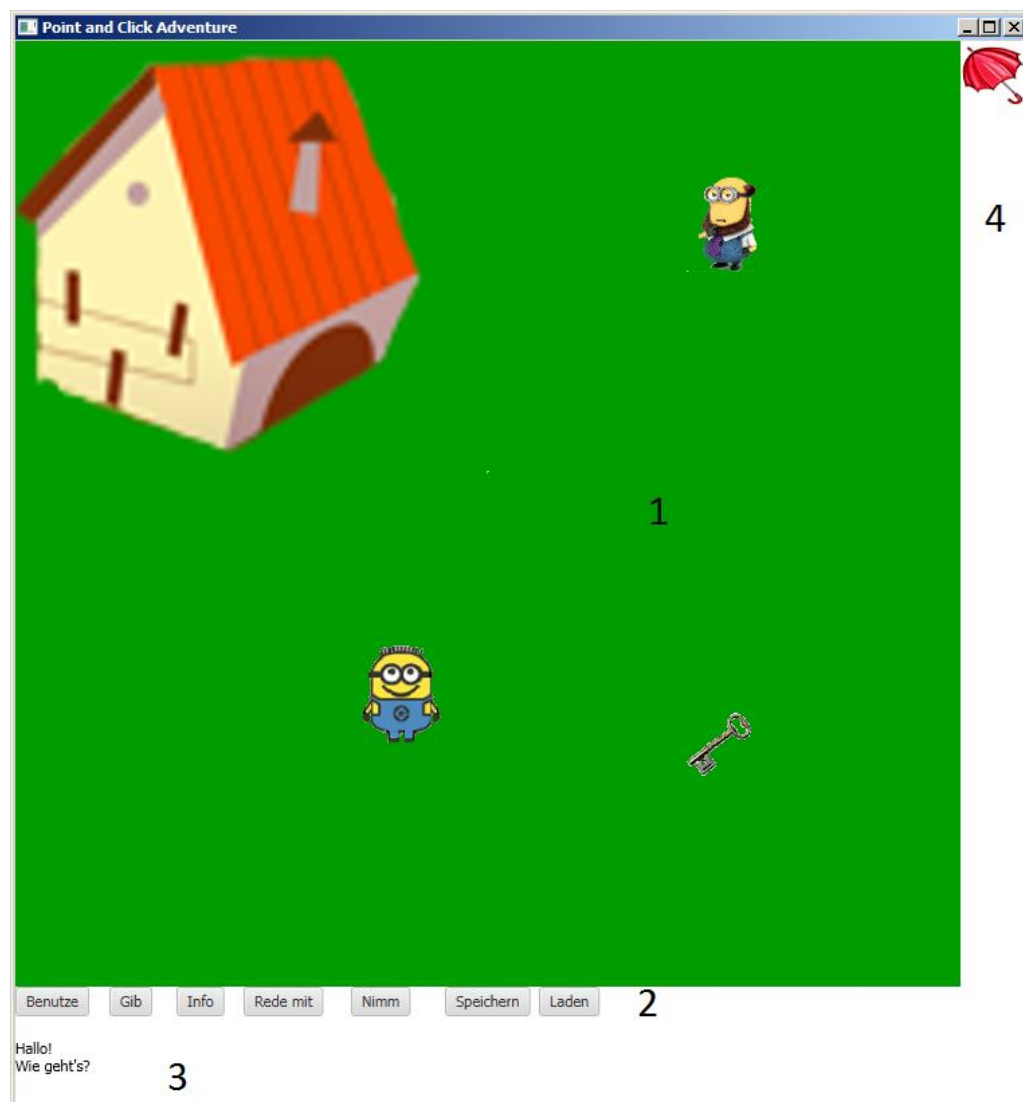 Point and Click Adventure
4
1
Benutze Gib Info Rede mit Nimm Speichern Laden 2
Hallo!
Wie geht's?
3